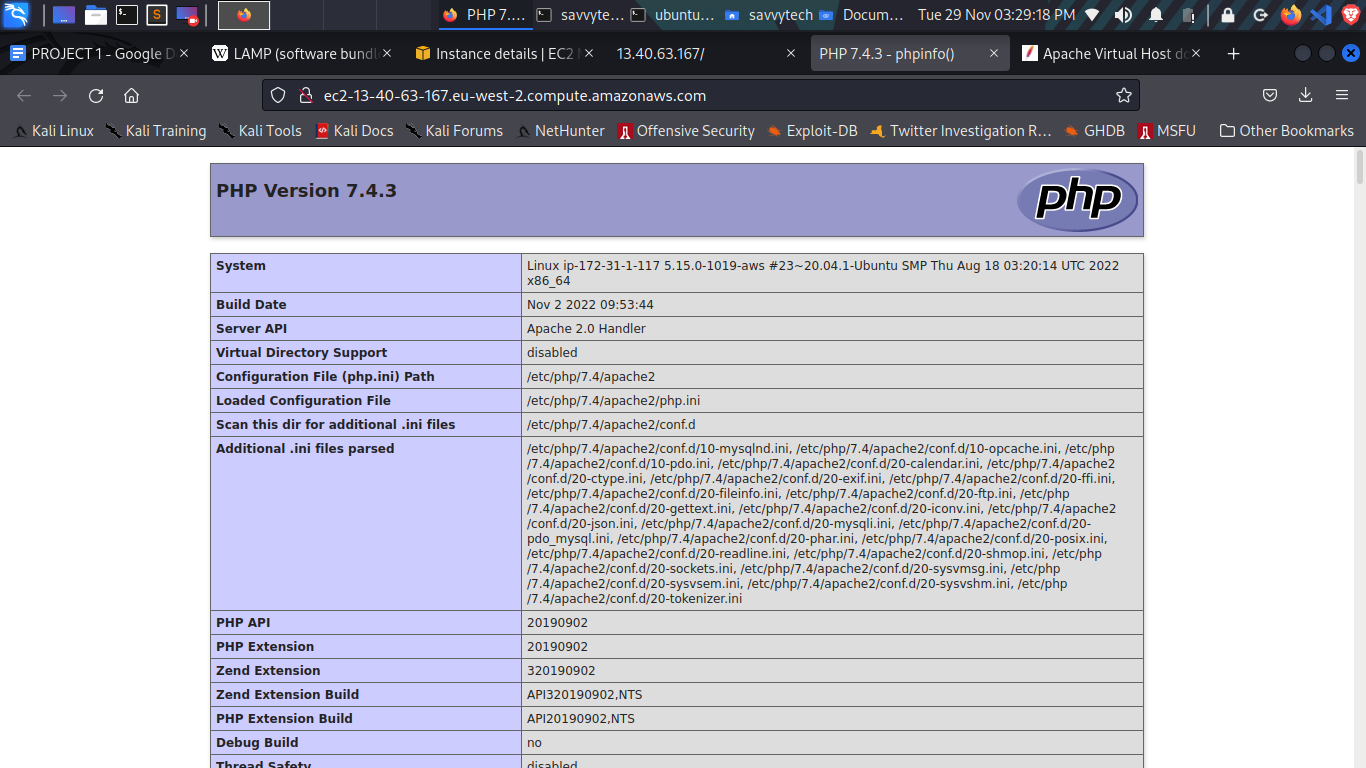 PHP 7....
savvyte...
ubuntu...
savvytech
Docum...
Tue 29 Nov 03:29:18 PM
PROJECT 1 - Google D
LAMP (software bundl
Instance details | EC2 M
13.40.63.167/
PHP 7.4.3 - phpinfo()
Apache Virtual Host do
ec2-13-40-63-167.eu-west-2.compute.amazonaws.com
Kali Linux
Kali Training
Kali Tools
Kali Docs
Kali Forums
NetHunter
Offensive Security
Exploit-DB
Twitter Investigation R...
GHDB
MSFU
Other Bookmarks
PHP Version 7.4.3
php
System
Linux ip-172-31-1-117 5.15.0-1019-aws #23~20.04.1-Ubuntu SMP Thu Aug 18 03:20:14 UTC 2022
x86_64
Build Date
Nov 2 2022 09:53:44
Server API
Apache 2.0 Handler
Virtual Directory Support
disabled
Configuration File (php.ini) Path
/etc/php/7.4/apache2
Loaded Configuration File
/etc/php/7.4/apache2/php.ini
Scan this dir for additional .ini files
/etc/php/7.4/apache2/conf.d
Additional .ini files parsed
/etc/php/7.4/apache2/conf.d/10-mysqlnd.ini, /etc/php/7.4/apache2/conf.d/10-opcache.ini, /etc/php
/7.4/apache2/conf.d/10-pdo.ini, /etc/php/7.4/apache2/conf.d/20-calendar.ini, /etc/php/7.4/apache2
/conf.d/20-ctype.ini, /etc/php/7.4/apache2/conf.d/20-exif.ini, /etc/php/7.4/apache2/conf.d/20-ffi.ini,
/etc/php/7.4/apache2/conf.d/20-fileinfo.ini, /etc/php/7.4/apache2/conf.d/20-ftp.ini, /etc/php
/7.4/apache2/conf.d/20-gettext.ini, /etc/php/7.4/apache2/conf.d/20-iconv.ini, /etc/php/7.4/apache2
/conf.d/20-json.ini, /etc/php/7.4/apache2/conf.d/20-mysqli.ini, /etc/php/7.4/apache2/conf.d/20-
pdo_mysql.ini, /etc/php/7.4/apache2/conf.d/20-phar.ini, /etc/php/7.4/apache2/conf.d/20-posix.ini,
/etc/php/7.4/apache2/conf.d/20-readline.ini, /etc/php/7.4/apache2/conf.d/20-shmop.ini, /etc/php
/7.4/apache2/conf.d/20-sockets.ini, /etc/php/7.4/apache2/conf.d/20-sysvmsg.ini, /etc/php
/7.4/apache2/conf.d/20-sysvsem.ini, /etc/php/7.4/apache2/conf.d/20-sysvshm.ini, /etc/php
/7.4/apache2/conf.d/20-tokenizer.ini
PHP API
20190902
PHP Extension
20190902
Zend Extension
320190902
Zend Extension Build
API320190902,NTS
PHP Extension Build
API20190902,NTS
Debug Build
no
Thread Safety
disabled